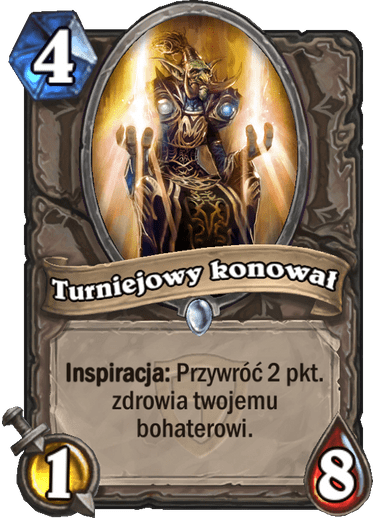 4
Turniejowy konował
Inspiracja: Przywróć 2 pkt.
zdrowia twojemu
bohaterowi.
1
8